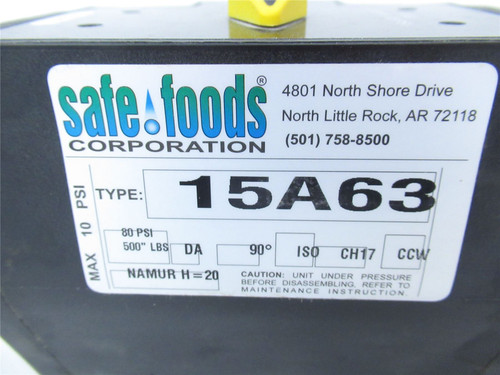 safe foods®
CORPORATION
4801 North Shore Drive
North Little Rock, AR 72118
(501) 758-8500
MAX 10 PSI
TYPE: 15A63
80 PSI
500" LBS DA 90° ISO CH17 CCW
NAMUR H=20
CAUTION: UNIT UNDER PRESSURE
BEFORE DISASSEMBLING, REFER TO
MAINTENANCE INSTRUCTION.